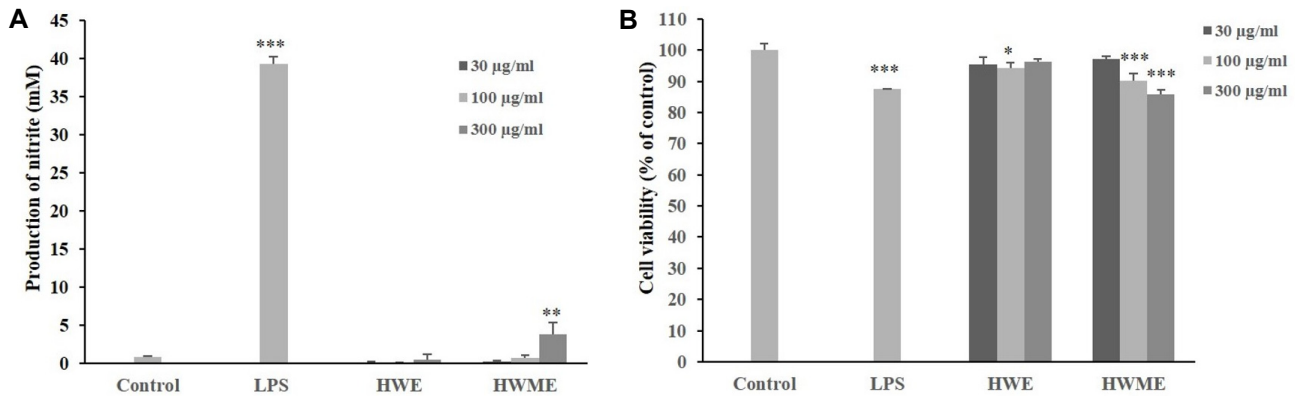 A
Production of nitrite (mM)
45
40
35
30
25
20
15
10
5
0
***
**
30 µg/ml
100 µg/ml
300 µg/ml
Control LPS HWE HWME
B
Cell viability (% of control)
110
100
90
80
70
60
50
40
30
20
10
0
***
*
***
***
30 µg/ml
100 µg/ml
300 µg/ml
Control LPS HWE HWME